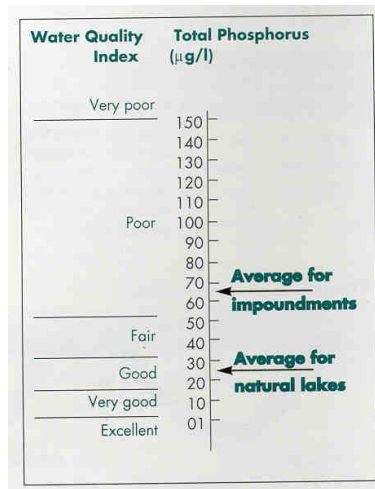 Water Quality Index
Total Phosphorus (µg/l)
Very poor
150
140
130
120
110
Poor
100
90
80
70
Average for
60
impoundments
50
Fair
40
30
Average for
Good
20
natural lakes
Very good
10
Excellent
01